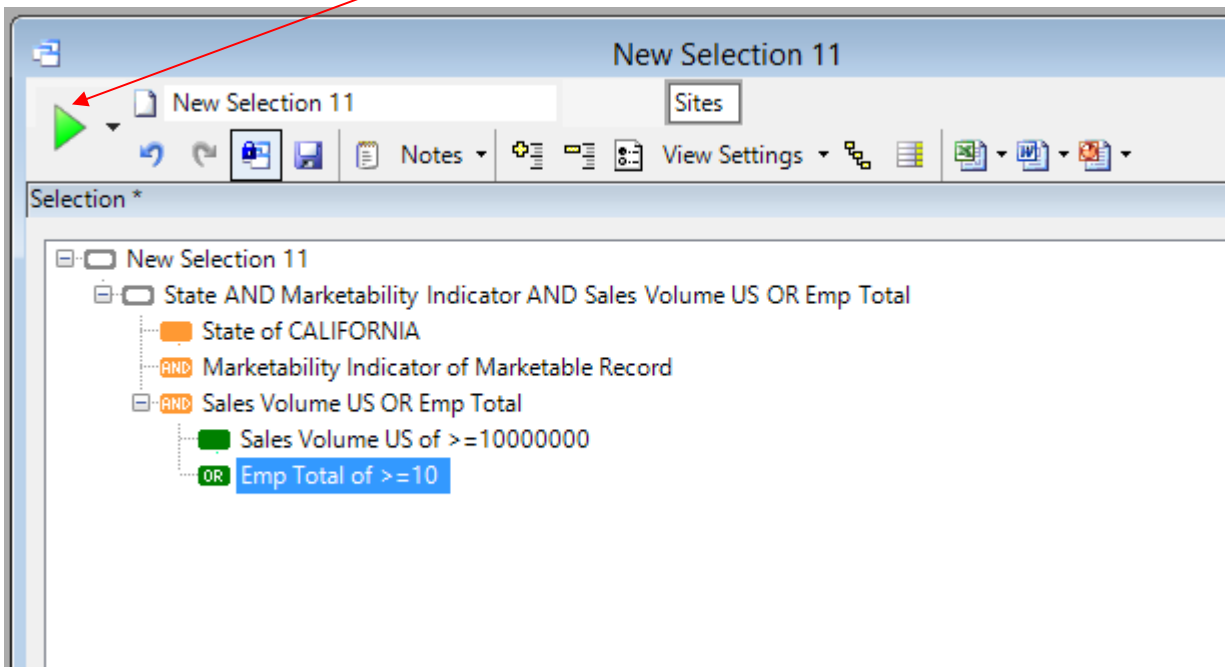 New Selection 11
New Selection 11 Sites
Notes View Settings
Selection *
New Selection 11
State AND Marketability Indicator AND Sales Volume US OR Emp Total
State of CALIFORNIA
AND Marketability Indicator of Marketable Record
AND Sales Volume US OR Emp Total
Sales Volume US of >=10000000
OR Emp Total of >=10